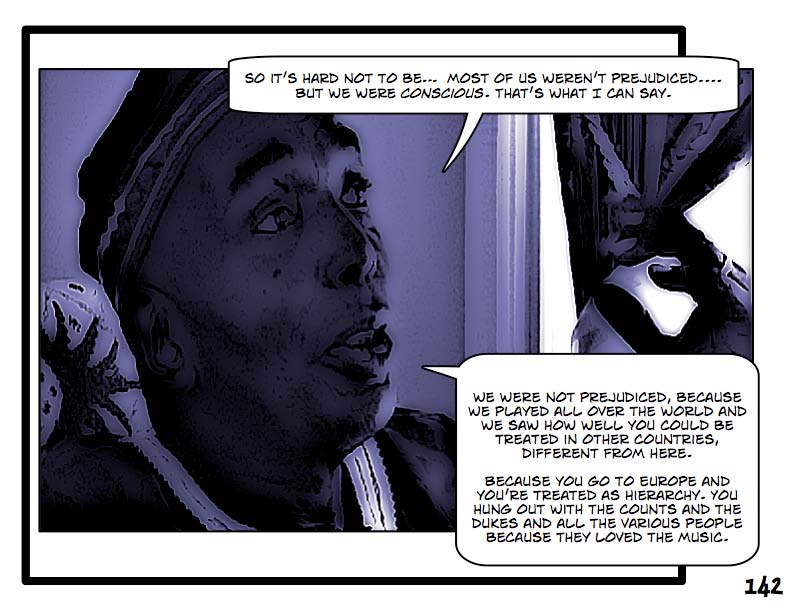 SO IT'S HARD NOT TO BE... MOST OF US WEREN'T PREJUDICED....
BUT WE WERE CONSCIOUS. THAT'S WHAT I CAN SAY.
WE WERE NOT PREJUDICED, BECAUSE
WE PLAYED ALL OVER THE WORLD AND
WE SAW HOW WELL YOU COULD BE
TREATED IN OTHER COUNTRIES,
DIFFERENT FROM HERE.
BECAUSE YOU GO TO EUROPE AND
YOU'RE TREATED AS HIERARCHY. YOU
HUNG OUT WITH THE COUNTS AND THE
DUKES AND ALL THE VARIOUS PEOPLE
BECAUSE THEY LOVED THE MUSIC.
142